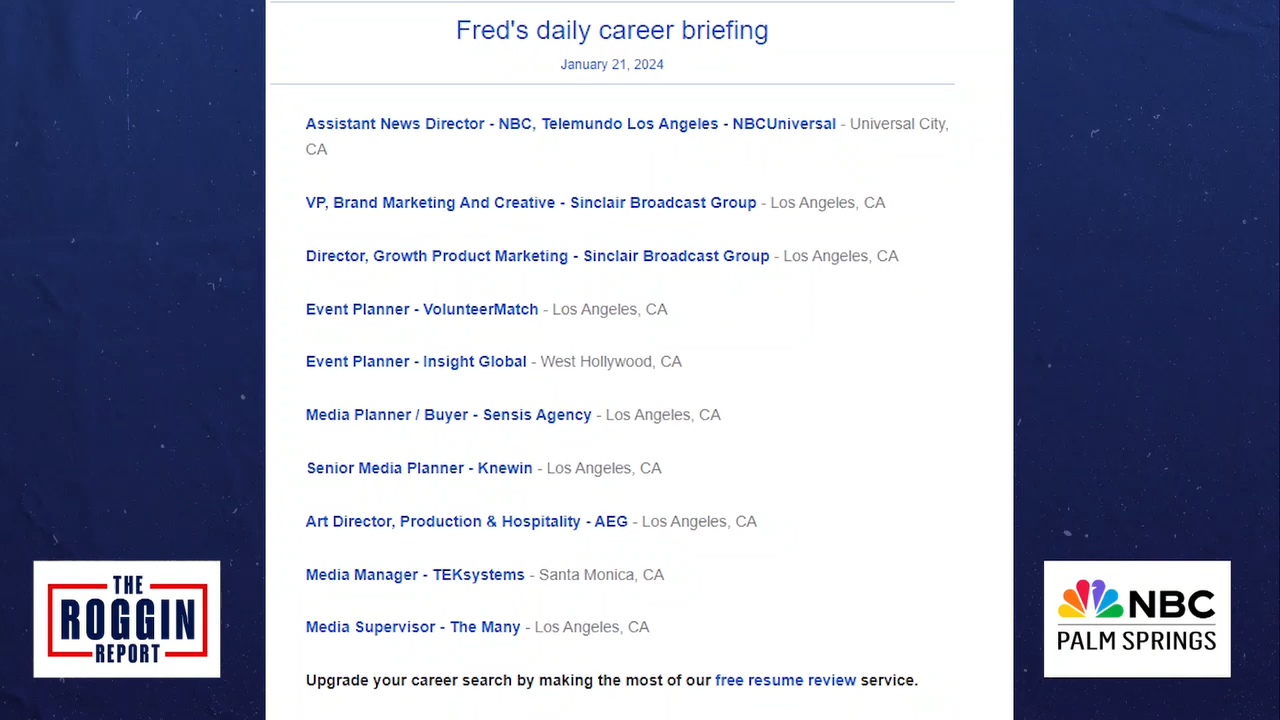 Fred's daily career briefing
January 21, 2024
Assistant News Director - NBC, Telemundo Los Angeles - NBCUniversal - Universal City,
CA
VP, Brand Marketing And Creative - Sinclair Broadcast Group - Los Angeles, CA
Director, Growth Product Marketing - Sinclair Broadcast Group - Los Angeles, CA
Event Planner - VolunteerMatch - Los Angeles, CA
Event Planner - Insight Global - West Hollywood, CA
Media Planner / Buyer - Sensis Agency - Los Angeles, CA
Senior Media Planner - Knewin - Los Angeles, CA
Art Director, Production & Hospitality - AEG - Los Angeles, CA
Media Manager - TEKsystems - Santa Monica, CA
Media Supervisor - The Many - Los Angeles, CA
Upgrade your career search by making the most of our free resume review service.
THE
ROGGIN
REPORT
NBC
PALM SPRINGS